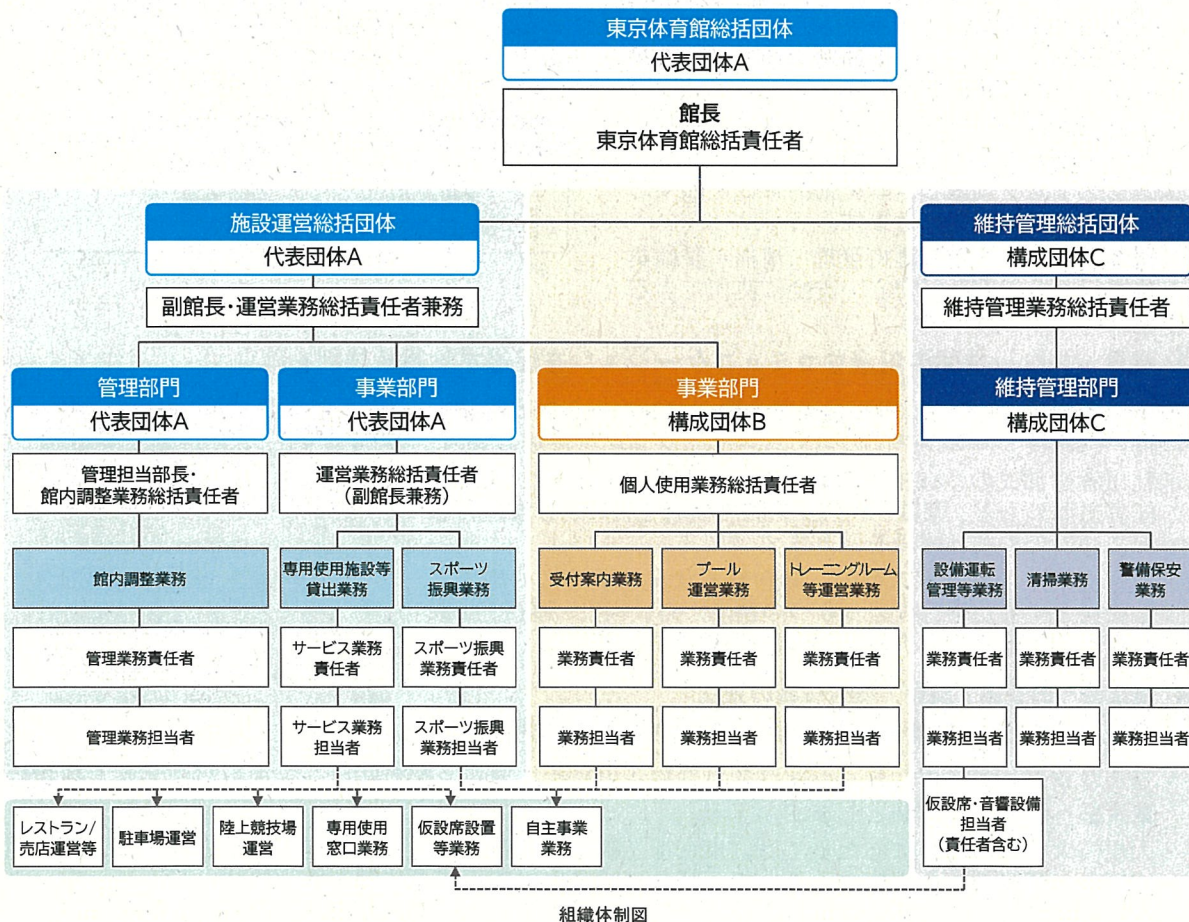 東京体育館総括団体
代表団体A
館長
東京体育館総括責任者
施設運営総括団体
代表団体A
副館長・運営業務総括責任者兼務
維持管理総括団体
構成団体C
維持管理業務総括責任者
管理部門
代表団体A
管理担当部長・
館内調整業務総括責任者
事業部門
代表団体A
運営業務総括責任者
(副館長兼務)
事業部門
構成団体B
個人使用業務総括責任者
維持管理部門
構成団体C
館内調整業務
専用使用施設等
貸出業務
スポーツ
振興業務
受付案内業務
プール
運営業務
トレーニングルーム
等運営業務
設備運転
管理等業務
清掃業務
警備保安
業務
管理業務責任者
サービス業務
責任者
スポーツ振興
業務責任者
業務責任者
業務責任者
業務責任者
業務責任者
業務責任者
業務責任者
管理業務担当者
サービス業務
担当者
スポーツ振興
業務担当者
業務担当者
業務担当者
業務担当者
業務担当者
業務担当者
業務担当者
レストラン/
売店運営等
駐車場運営
陸上競技場
運営
専用使用
窓口業務
仮設席設置
等業務
自主事業
業務
仮設席・音響設備
担当者
(責任者含む)
組織体制図